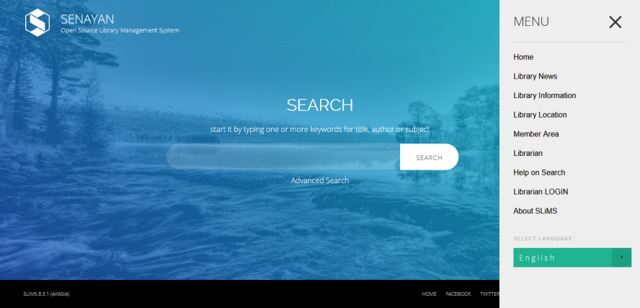 SENAYAN
Open Source Library Management System
SEARCH
start it by typing one or more keywords for title, author or subject
SEARCH
Advanced Search
MENU
Home
Library News
Library Information
Library Location
Member Area
Librarian
Help on Search
Librarian LOGIN
About SLiMS
SELECT LANGUAGE
English
SLIMS 8.3.1 (AKASIA)
HOME FACEBOOK TWITTER